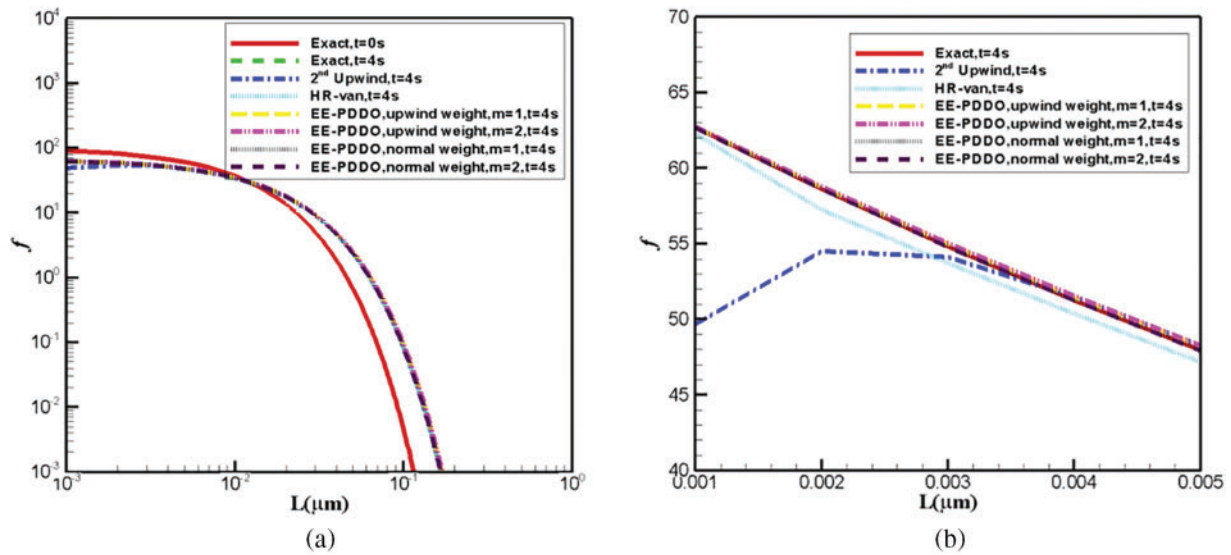 10^4
10^3
10^2
10^1
10^0
10^-1
10^-2
10^-3
f
10^-3
10^-2
10^-1
10^0
L(μm)
Exact,t=0s
Exact,t=4s
2nd Upwind,t=4s
HR-van,t=4s
EE-PDDO,upwind weight,m=1,t=4s
EE-PDDO,upwind weight,m=2,t=4s
EE-PDDO,normal weight,m=1,t=4s
EE-PDDO,normal weight,m=2,t=4s
(a)
70
65
60
55
50
45
40
f
0.001
0.002
0.003
0.004
0.005
L(μm)
Exact,t=4s
2nd Upwind,t=4s
HR-van,t=4s
EE-PDDO,upwind weight,m=1,t=4s
EE-PDDO,upwind weight,m=2,t=4s
EE-PDDO,normal weight,m=1,t=4s
EE-PDDO,normal weight,m=2,t=4s
(b)